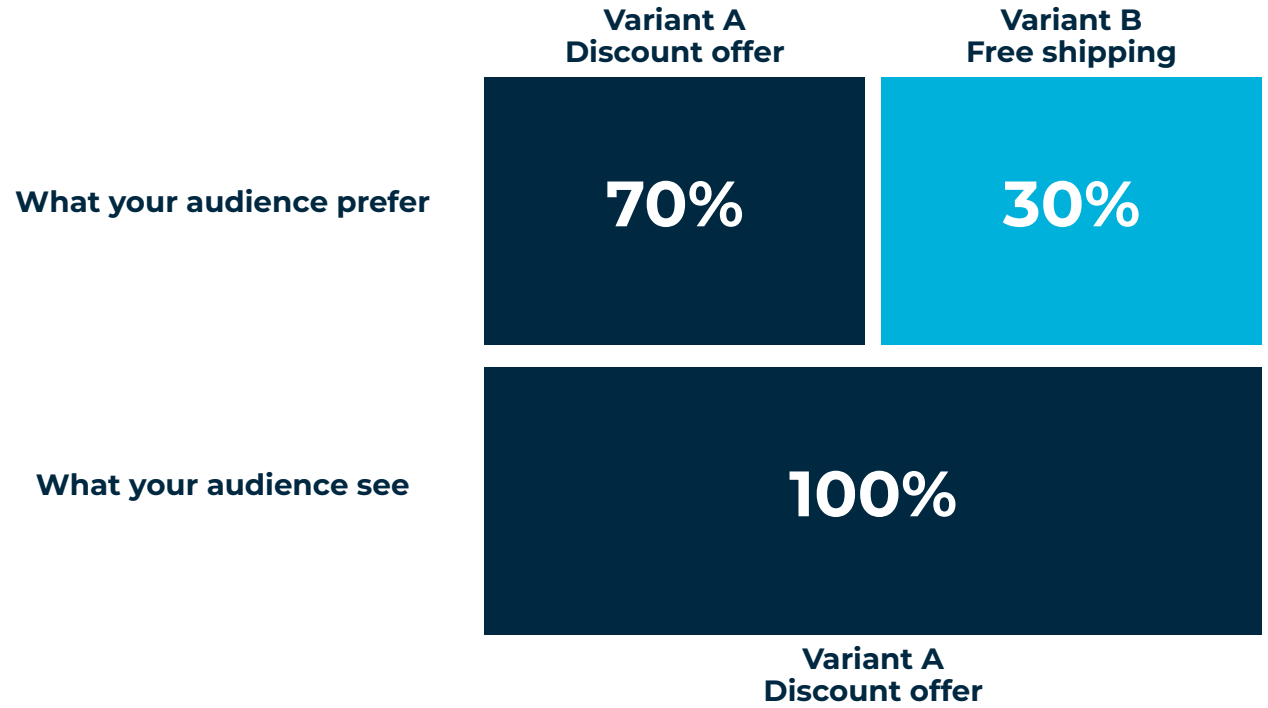 Variant A
Discount offer
Variant B
Free shipping
What your audience prefer
70%
30%
What your audience see
100%
Variant A
Discount offer